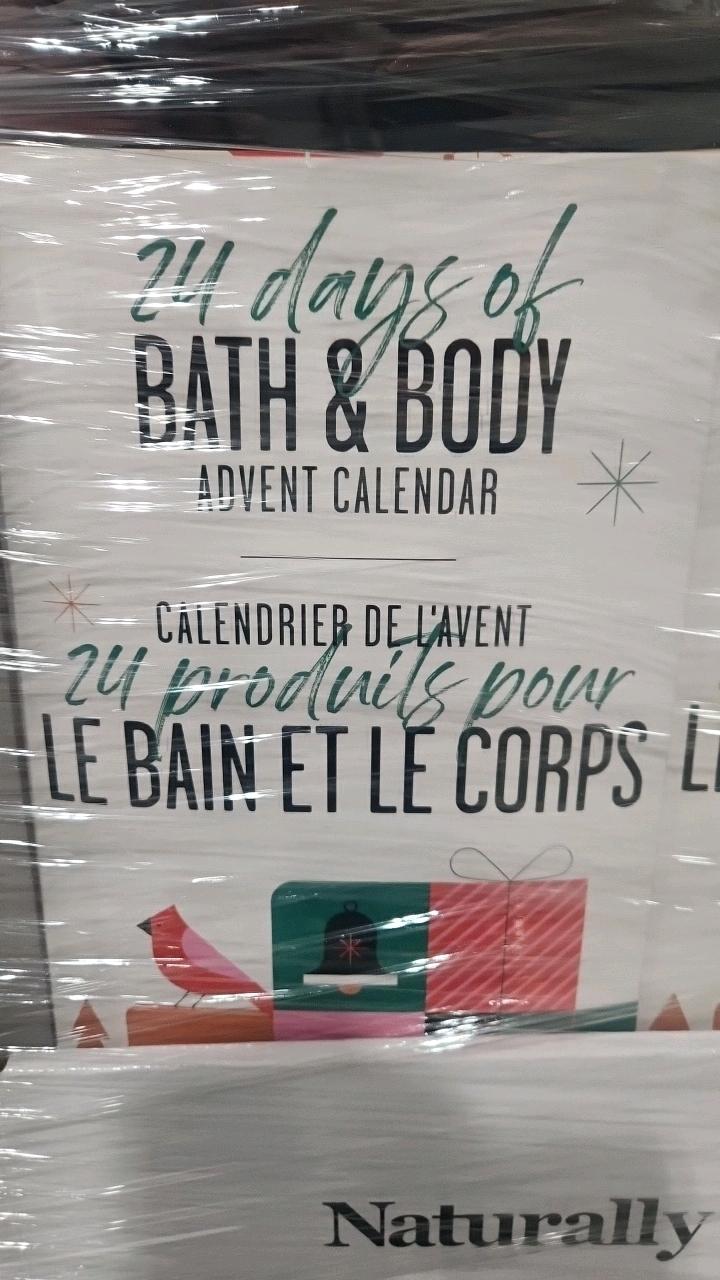 24 days of
BATH & BODY
ADVENT CALENDAR
CALENDRIER DE L'AVENT
24 produits pour
LE BAIN ET LE CORPS
Naturally